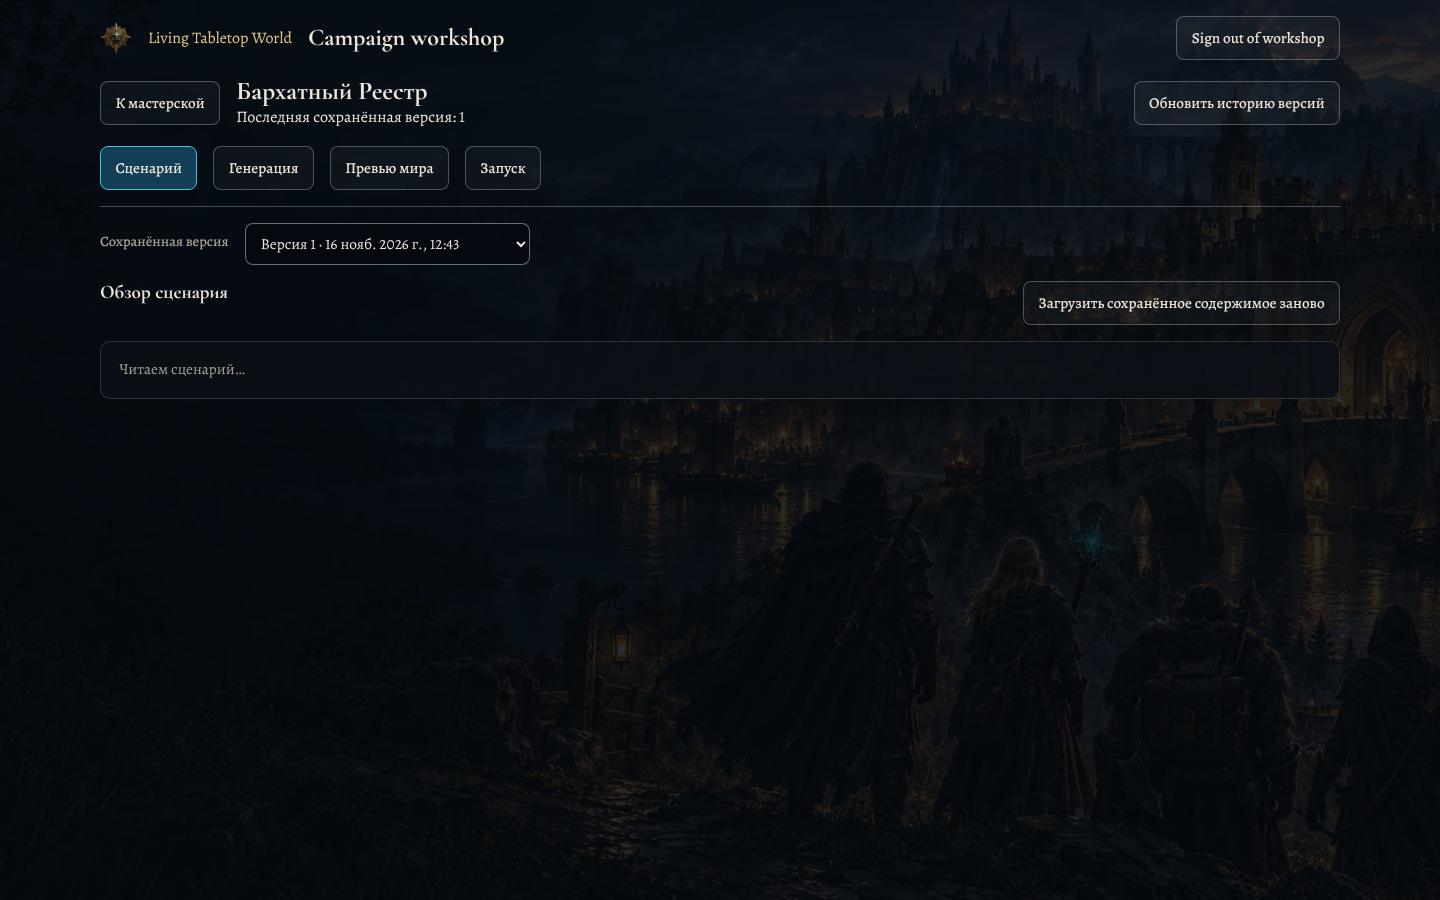 Living Tabletop World
Campaign workshop
Sign out of workshop
К мастерской
Бархатный Реестр
Последняя сохранённая версия: 1
Обновить историю версий
Сценарий
Генерация
Превью мира
Запуск
Сохранённая версия
Версия 1 · 16 нояб. 2026 г., 12:43
Обзор сценария
Загрузить сохранённое содержимое заново
Читаем сценарий…